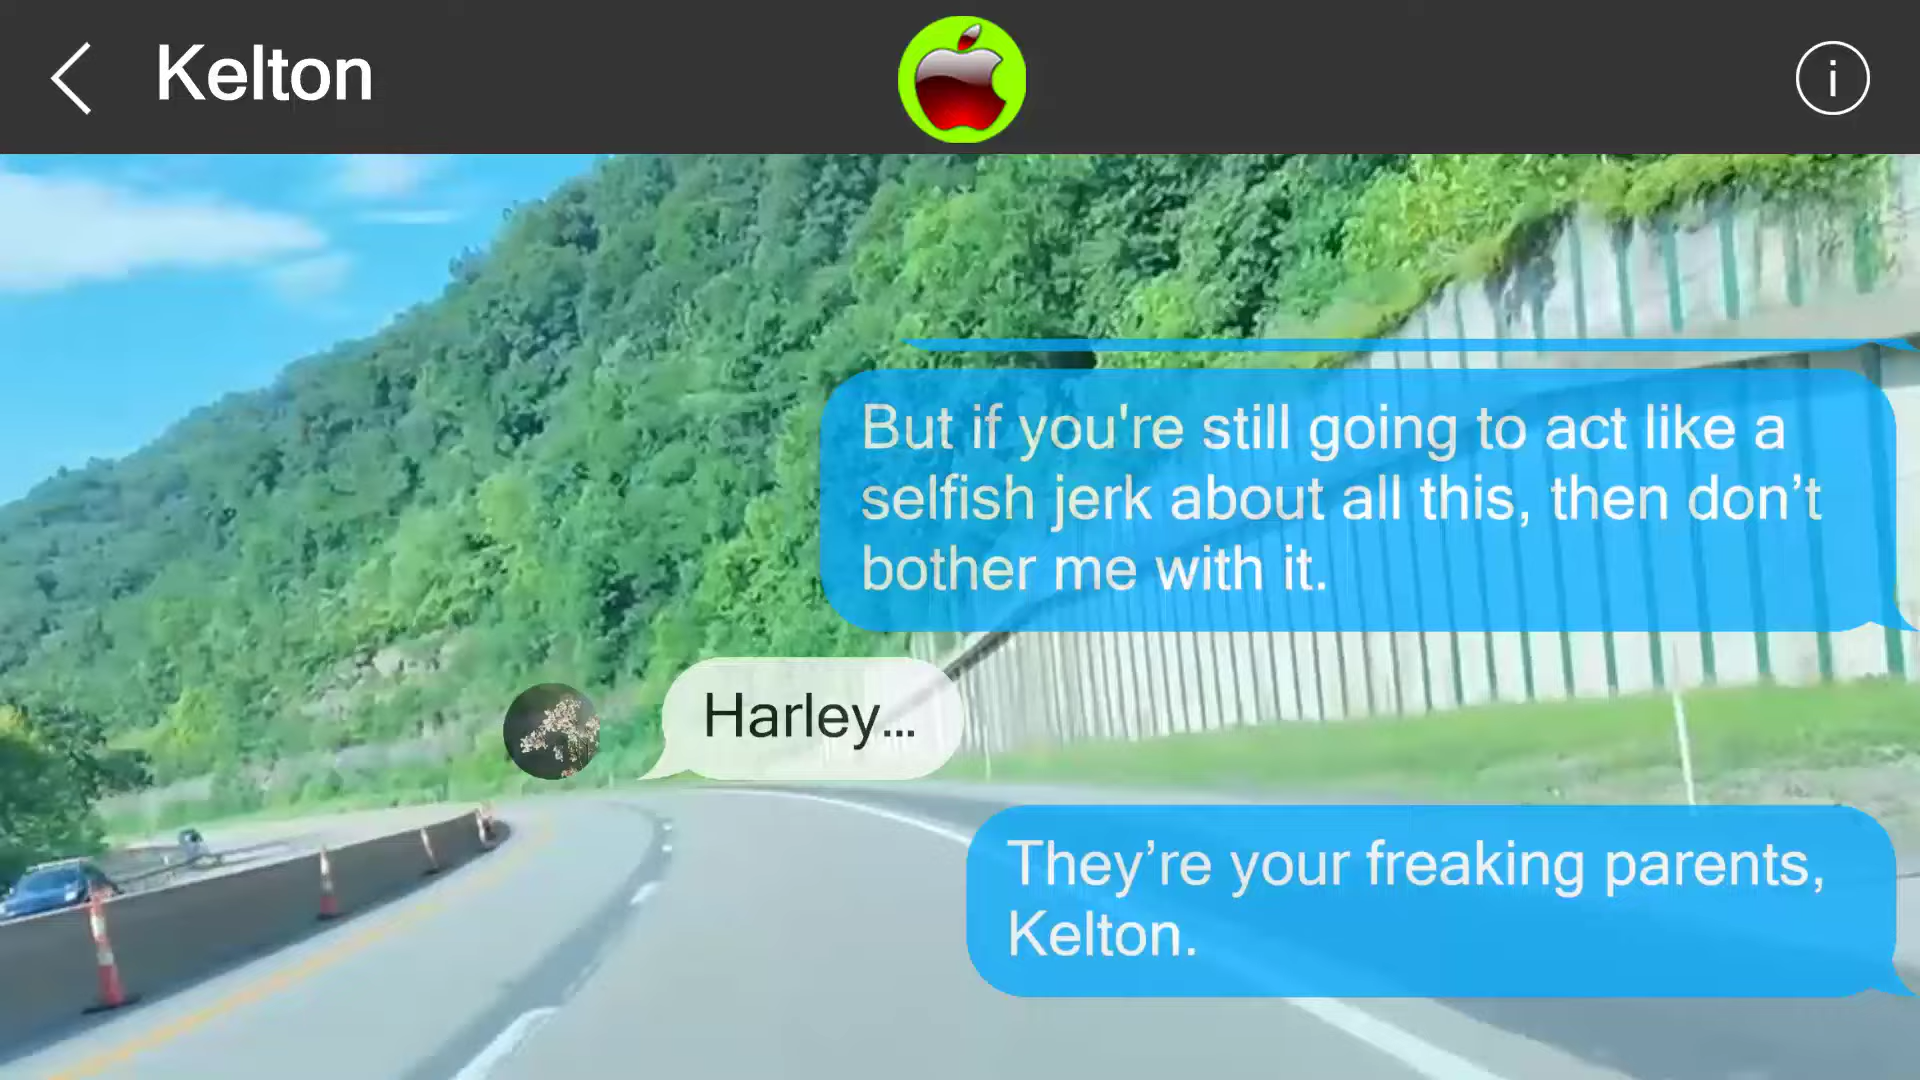 Kelton
i
But if you're still going to act like a
selfish jerk about all this, then don’t
bother me with it.
Harley...
They’re your freaking parents,
Kelton.